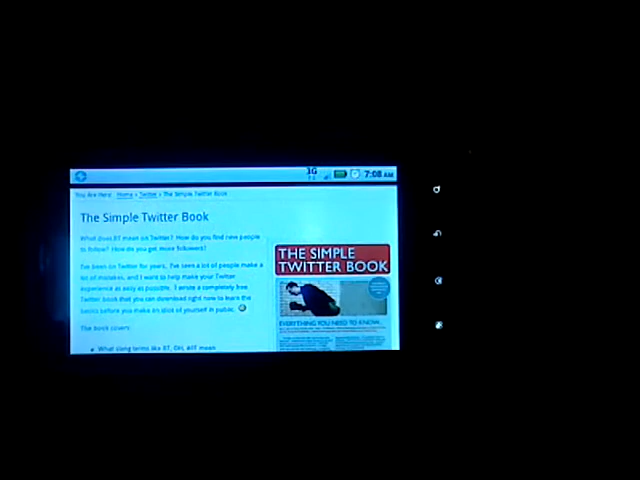 3G
7:08 AM
You Are Here: Home » Twitter » The Simple Twitter Book
The Simple Twitter Book
What does RT mean on Twitter? How do you find new people
to follow? How do you get more followers?
I've been on Twitter for years, I've seen a lot of people make a
lot of mistakes, and I want to help make your Twitter
experience as easy as possible. I wrote a completely free
Twitter book that you can download right now to learn the
basics before you make an idiot of yourself in public.
The book covers:
What slang terms like RT, DM, #FF mean
THE SIMPLE
TWITTER BOOK
EVERYTHING YOU NEED TO KNOW...